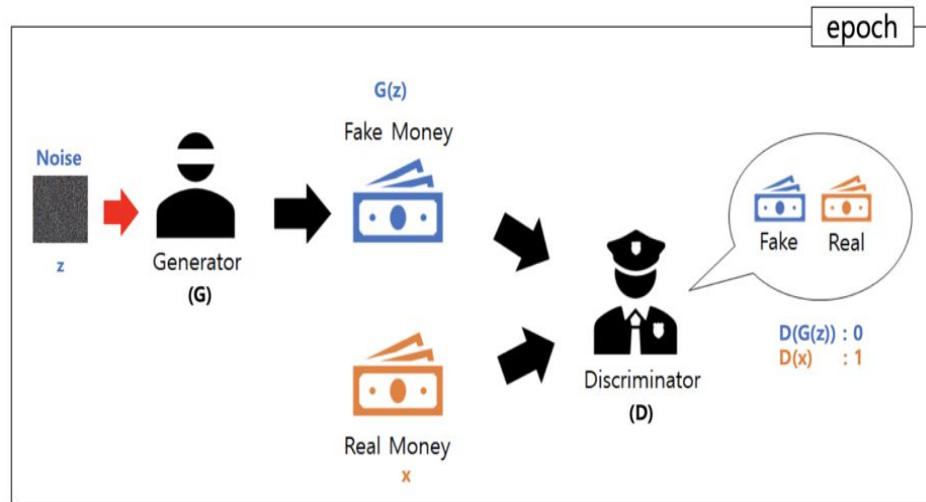 epoch
G(z)
Fake Money
Noise
z
Generator
(G)
Fake Real
D(G(z)) : 0
D(x) : 1
Discriminator
(D)
Real Money
x